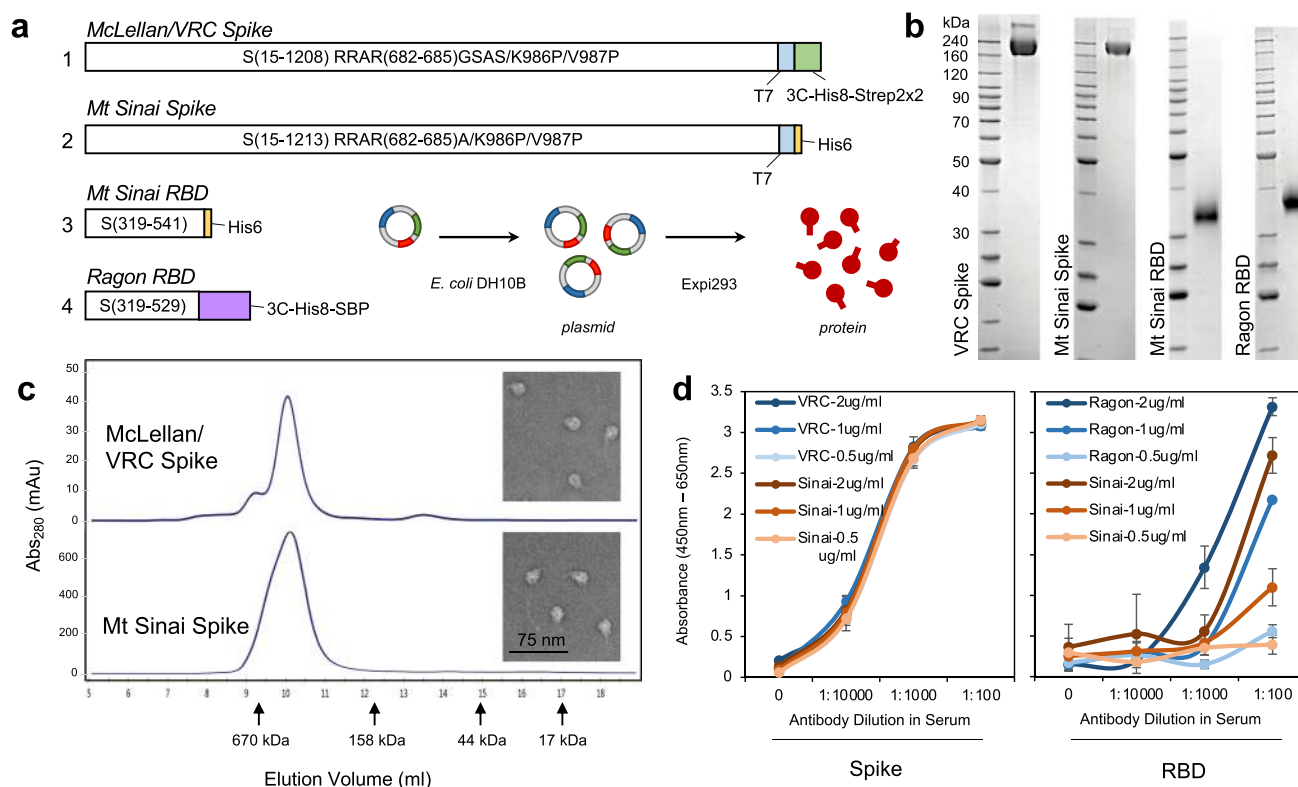 a
McLellan/VRC Spike
1
S(15-1208) RRAR(682-685)GSAS/K986P/V987P
T7
3C-His8-Strep2x2
Mt Sinai Spike
2
S(15-1213) RRAR(682-685)A/K986P/V987P
His6
T7
Mt Sinai RBD
3
S(319-541)
His6
Ragon RBD
4
S(319-529)
3C-His8-SBP
E. coli DH10B
Expi293
plasmid
protein
b
kDa
240
160
120
90
70
50
40
30
VRC Spike
Mt Sinai Spike
Mt Sinai RBD
Ragon RBD
c
50
40
30
20
10
0
McLellan/
VRC Spike
600
400
200
0
Mt Sinai Spike
75 nm
Abs280 (mAu)
5 6 7 8 9 10 11 12 13 14 15 16 17 18
670 kDa 158 kDa 44 kDa 17 kDa
Elution Volume (ml)
d
Absorbance (450nm – 650nm)
3.5
3
2.5
2
1.5
1
0.5
0
VRC-2ug/ml
VRC-1ug/ml
VRC-0.5ug/ml
Sinai-2ug/ml
Sinai-1ug/ml
Sinai-0.5
ug/ml
0 1:10000 1:1000 1:100
Antibody Dilution in Serum
Spike
Ragon-2ug/ml
Ragon-1ug/ml
Ragon-0.5ug/ml
Sinai-2ug/ml
Sinai-1ug/ml
Sinai-0.5ug/ml
0 1:10000 1:1000 1:100
Antibody Dilution in Serum
RBD